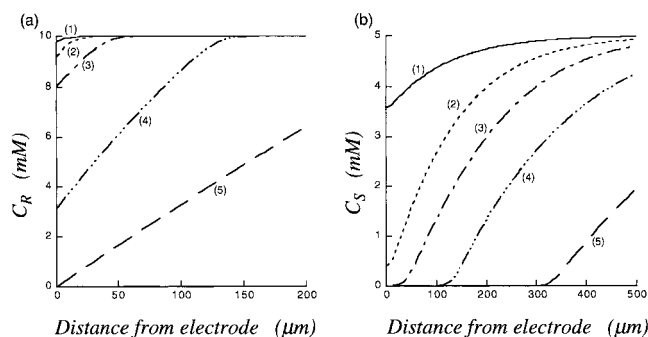 (a)
10
8
6
4
2
0
C_R (mM)
(1)
(2)
(3)
(4)
(5)
0 50 100 150 200
Distance from electrode (μm)
(b)
5
4
3
2
1
0
C_S (mM)
(1)
(2)
(3)
(4)
(5)
0 100 200 300 400 500
Distance from electrode (μm)